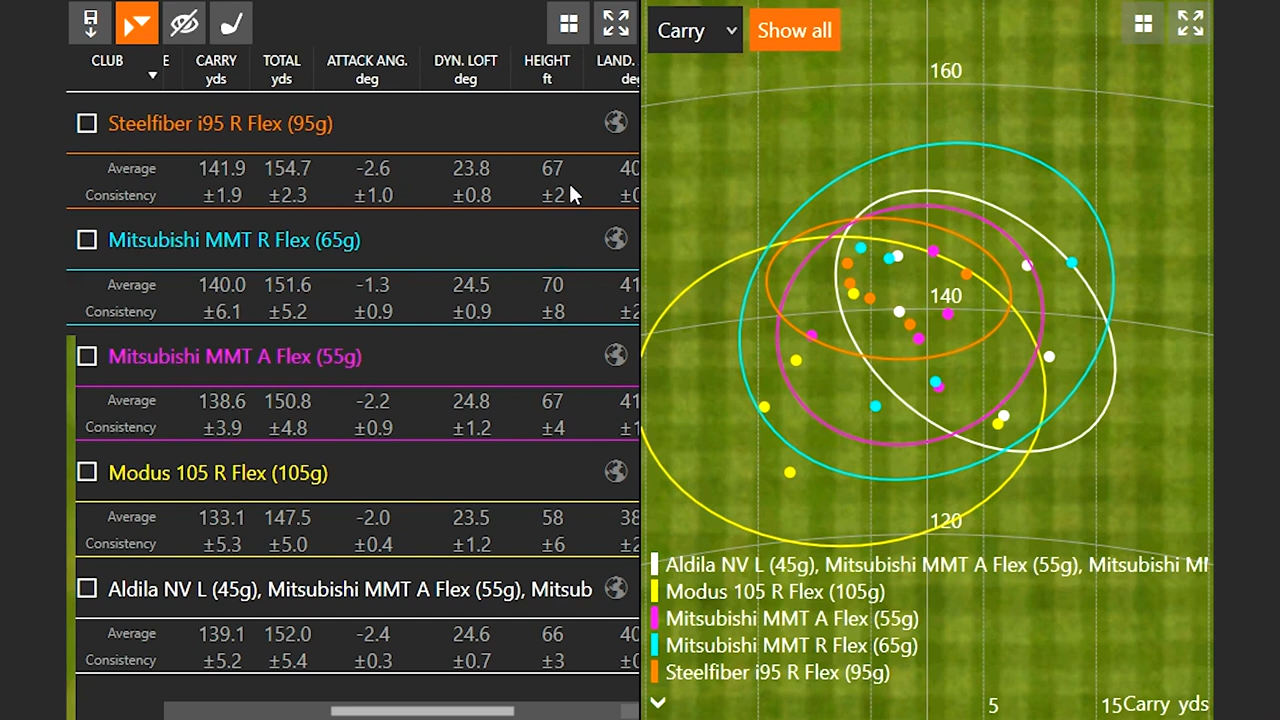 CLUB E CARRY TOTAL ATTACK ANG. DYN. LOFT HEIGHT LAND.
yds yds deg deg ft de
Steelfiber i95 R Flex (95g)
Average 141.9 154.7 -2.6 23.8 67 40
Consistency ±1.9 ±2.3 ±1.0 ±0.8 ±2 ±0
Mitsubishi MMT R Flex (65g)
Average 140.0 151.6 -1.3 24.5 70 41
Consistency ±6.1 ±5.2 ±0.9 ±0.9 ±8 ±2
Mitsubishi MMT A Flex (55g)
Average 138.6 150.8 -2.2 24.8 67 41
Consistency ±3.9 ±4.8 ±0.9 ±1.2 ±4 ±1
Modus 105 R Flex (105g)
Average 133.1 147.5 -2.0 23.5 58 38
Consistency ±5.3 ±5.0 ±0.4 ±1.2 ±6 ±2
Aldila NV L (45g), Mitsubishi MMT A Flex (55g), Mitsub
Average 139.1 152.0 -2.4 24.6 66 40
Consistency ±5.2 ±5.4 ±0.3 ±0.7 ±3 ±0
Carry Show all
160
140
120
Aldila NV L (45g), Mitsubishi MMT A Flex (55g), Mitsubishi MI
Modus 105 R Flex (105g)
Mitsubishi MMT A Flex (55g)
Mitsubishi MMT R Flex (65g)
Steelfiber i95 R Flex (95g)
5 15 Carry yds